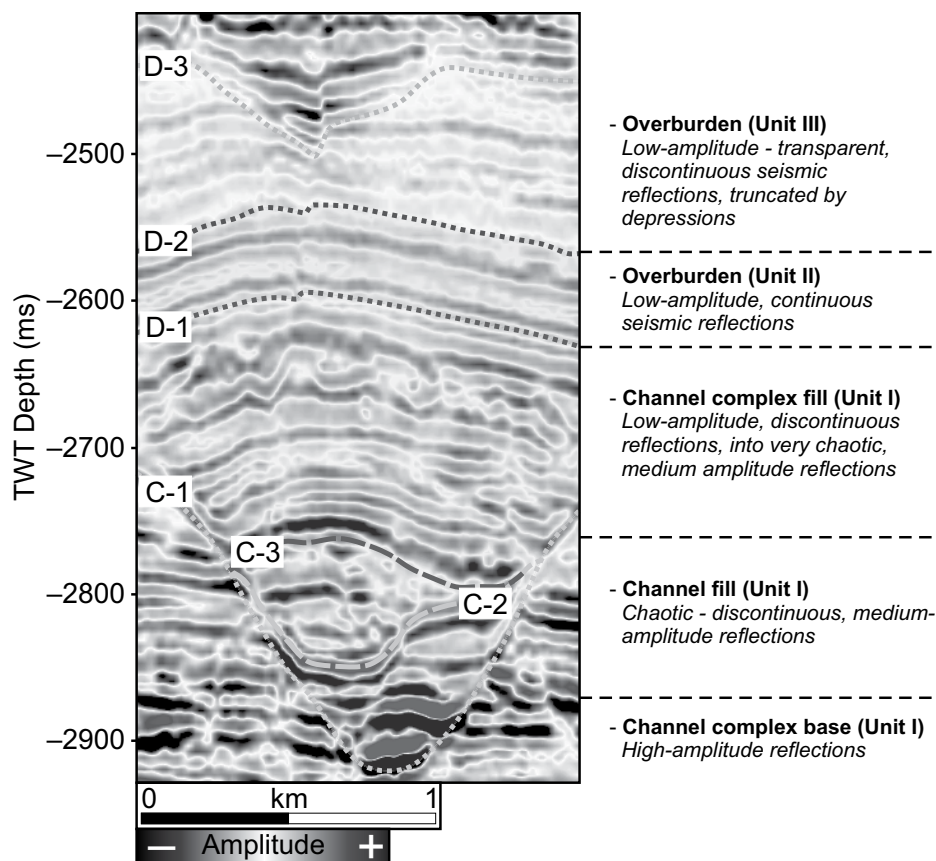 D-3
–2500
D-2
–2600
D-1
–2700
C-1
C-3
–2800
C-2
–2900
TWT Depth (ms)
- Overburden (Unit III)
Low-amplitude - transparent,
discontinuous seismic
reflections, truncated by
depressions
- Overburden (Unit II)
Low-amplitude, continuous
seismic reflections
- Channel complex fill (Unit I)
Low-amplitude, discontinuous
reflections, into very chaotic,
medium amplitude reflections
- Channel fill (Unit I)
Chaotic - discontinuous, medium-
amplitude reflections
- Channel complex base (Unit I)
High-amplitude reflections
0 km 1
– Amplitude +